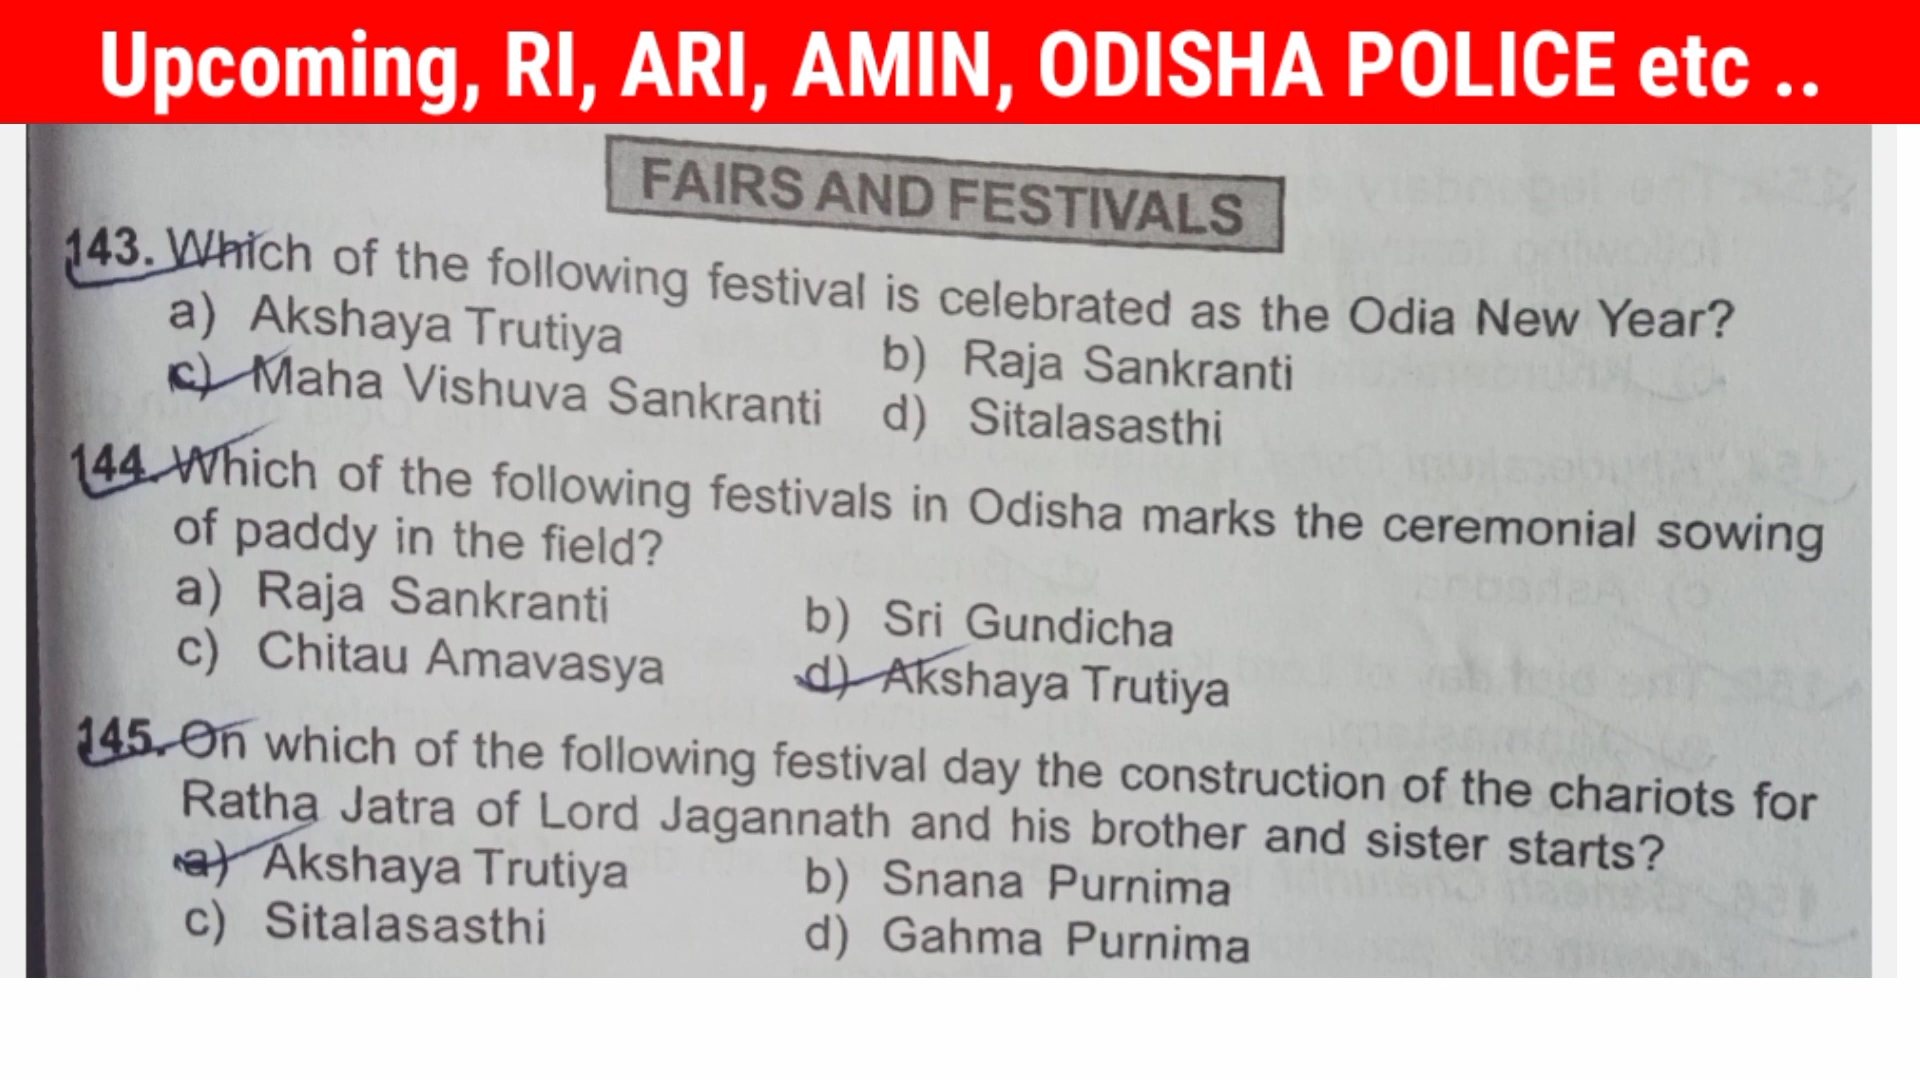 Upcoming, RI, ARI, AMIN, ODISHA POLICE etc ..
FAIRS AND FESTIVALS
143. Which of the following festival is celebrated as the Odia New Year?
a) Akshaya Trutiya
b) Raja Sankranti
c) Maha Vishuva Sankranti
d) Sitalasasthi
144. Which of the following festivals in Odisha marks the ceremonial sowing
of paddy in the field?
a) Raja Sankranti
b) Sri Gundicha
c) Chitau Amavasya
d) Akshaya Trutiya
145. On which of the following festival day the construction of the chariots for
Ratha Jatra of Lord Jagannath and his brother and sister starts?
a) Akshaya Trutiya
b) Snana Purnima
c) Sitalasasthi
d) Gahma Purnima